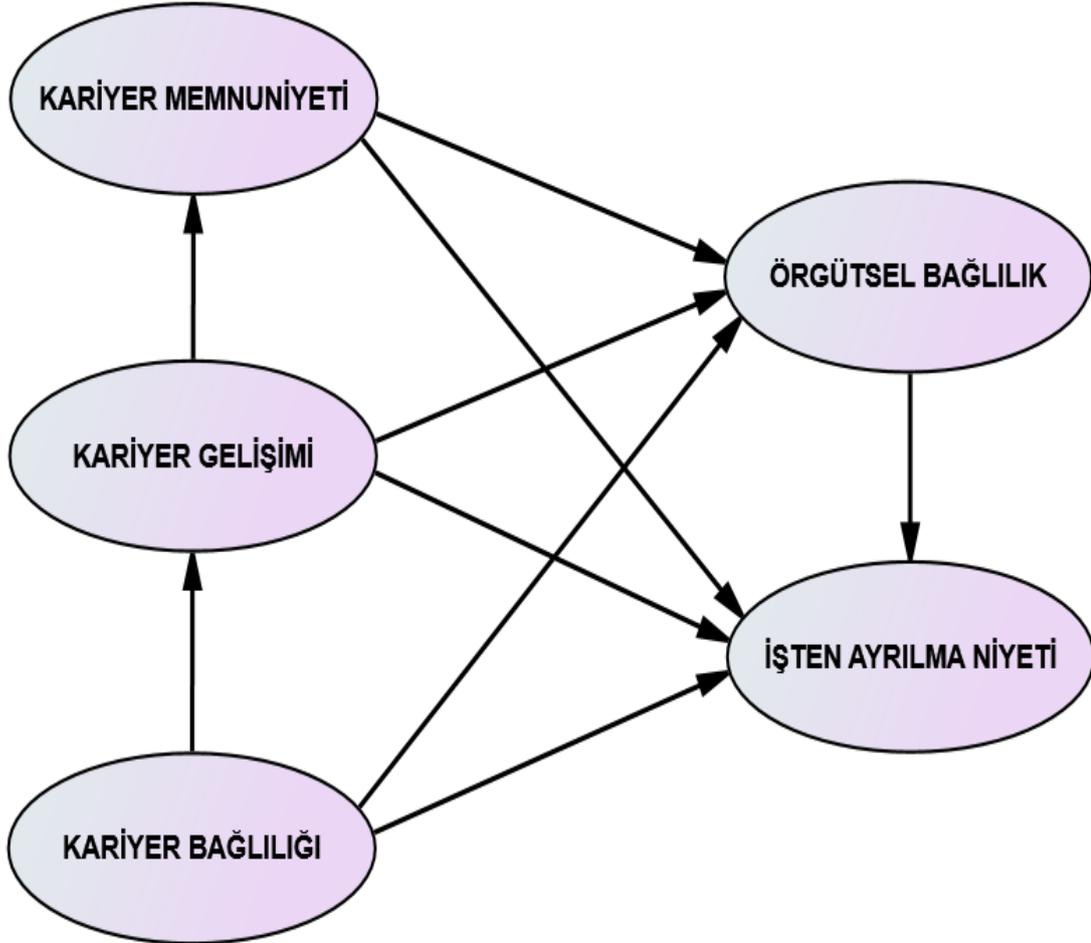 KARİYER MEMNUNİYETİ
ÖRGÜTSEL BAĞLILIK
KARİYER GELİŞİMİ
İŞTEN AYRILMA NİYETİ
KARİYER BAĞLILIĞI